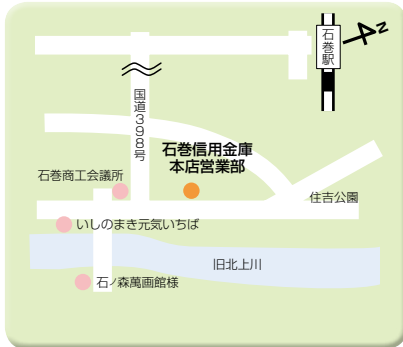 石巻駅
N
国道398号
石巻信用金庫
本店営業部
石巻商工会議所
住吉公園
いしのまき元気いちば
旧北上川
石ノ森萬画館様